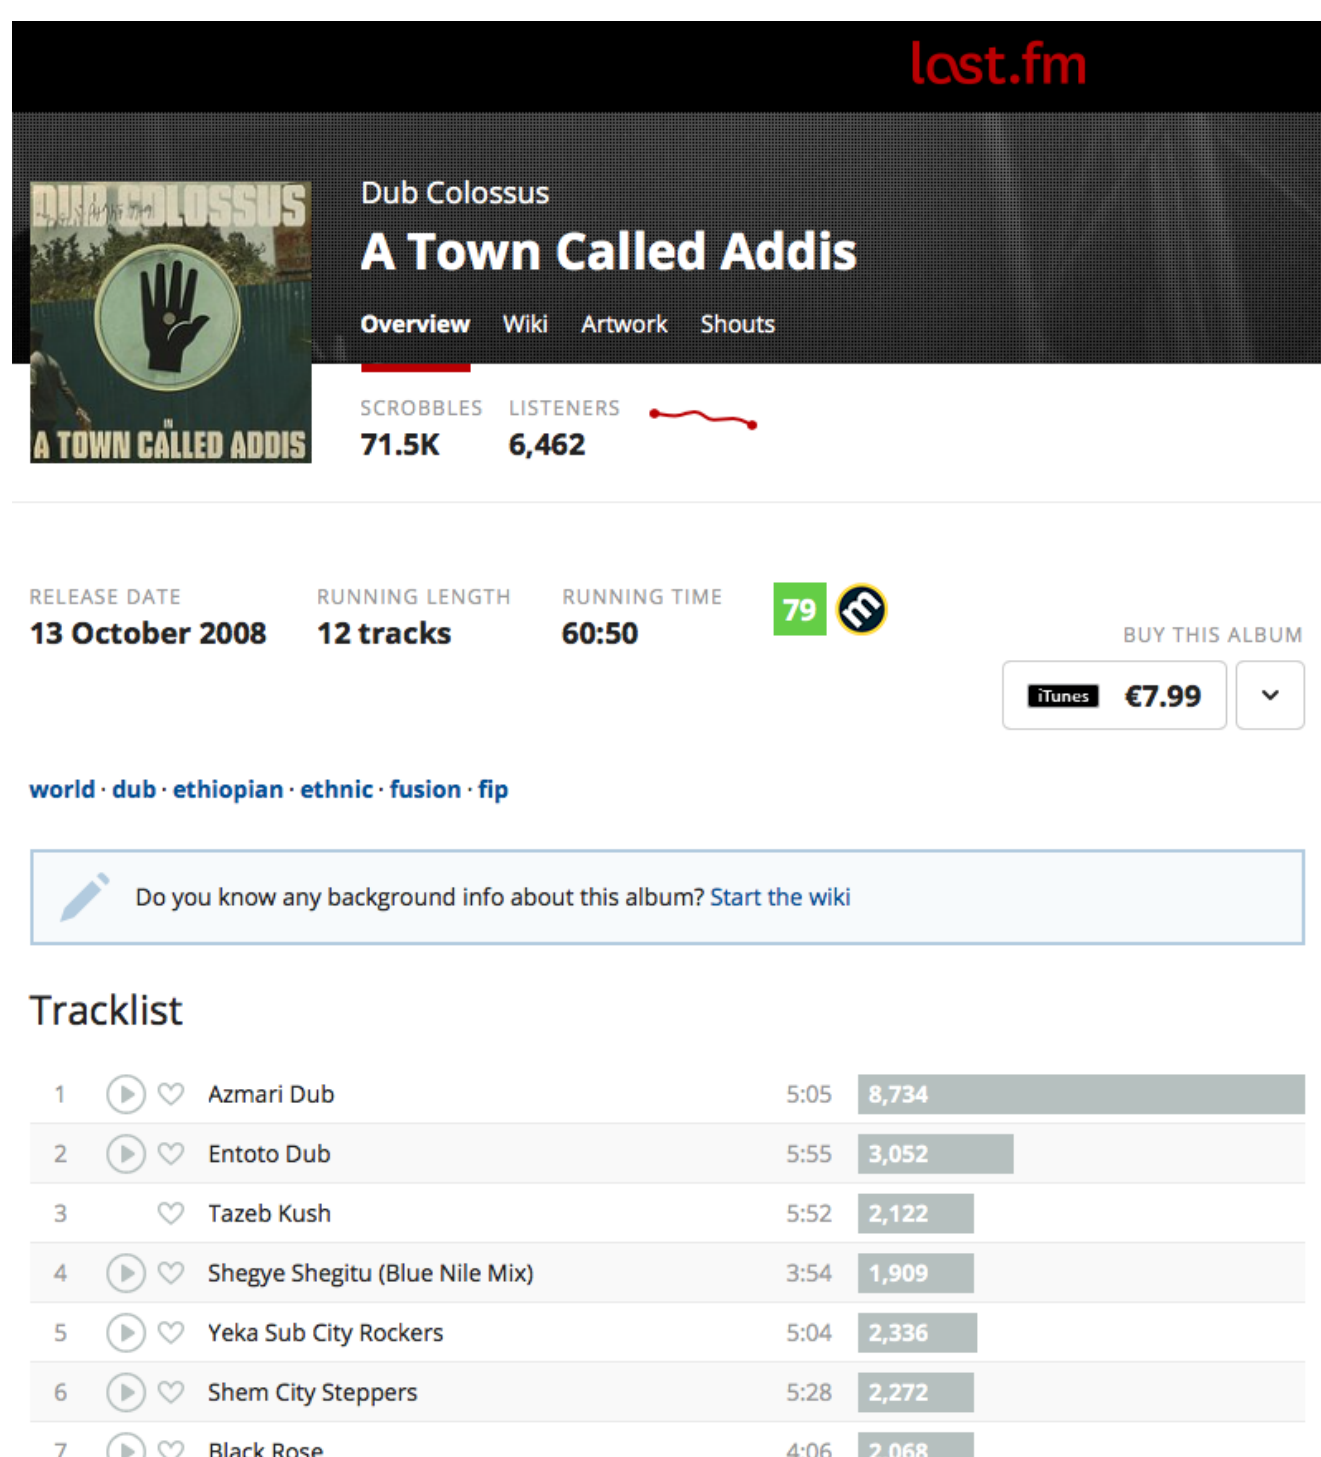 last.fm
DUB COLOSSUS
IN
A TOWN CALLED ADDIS
Dub Colossus
A Town Called Addis
Overview Wiki Artwork Shouts
SCROBBLES LISTENERS
71.5K 6,462
RELEASE DATE RUNNING LENGTH RUNNING TIME
13 October 2008 12 tracks 60:50
79 m
BUY THIS ALBUM
iTunes €7.99
world · dub · ethiopian · ethnic · fusion · fip
Do you know any background info about this album? Start the wiki
Tracklist
1 Azmari Dub 5:05 8,734
2 Entoto Dub 5:55 3,052
3 Tazeb Kush 5:52 2,122
4 Shegye Shegitu (Blue Nile Mix) 3:54 1,909
5 Yeka Sub City Rockers 5:04 2,336
6 Shem City Steppers 5:28 2,272
7 Black Rose 4:06 2,068